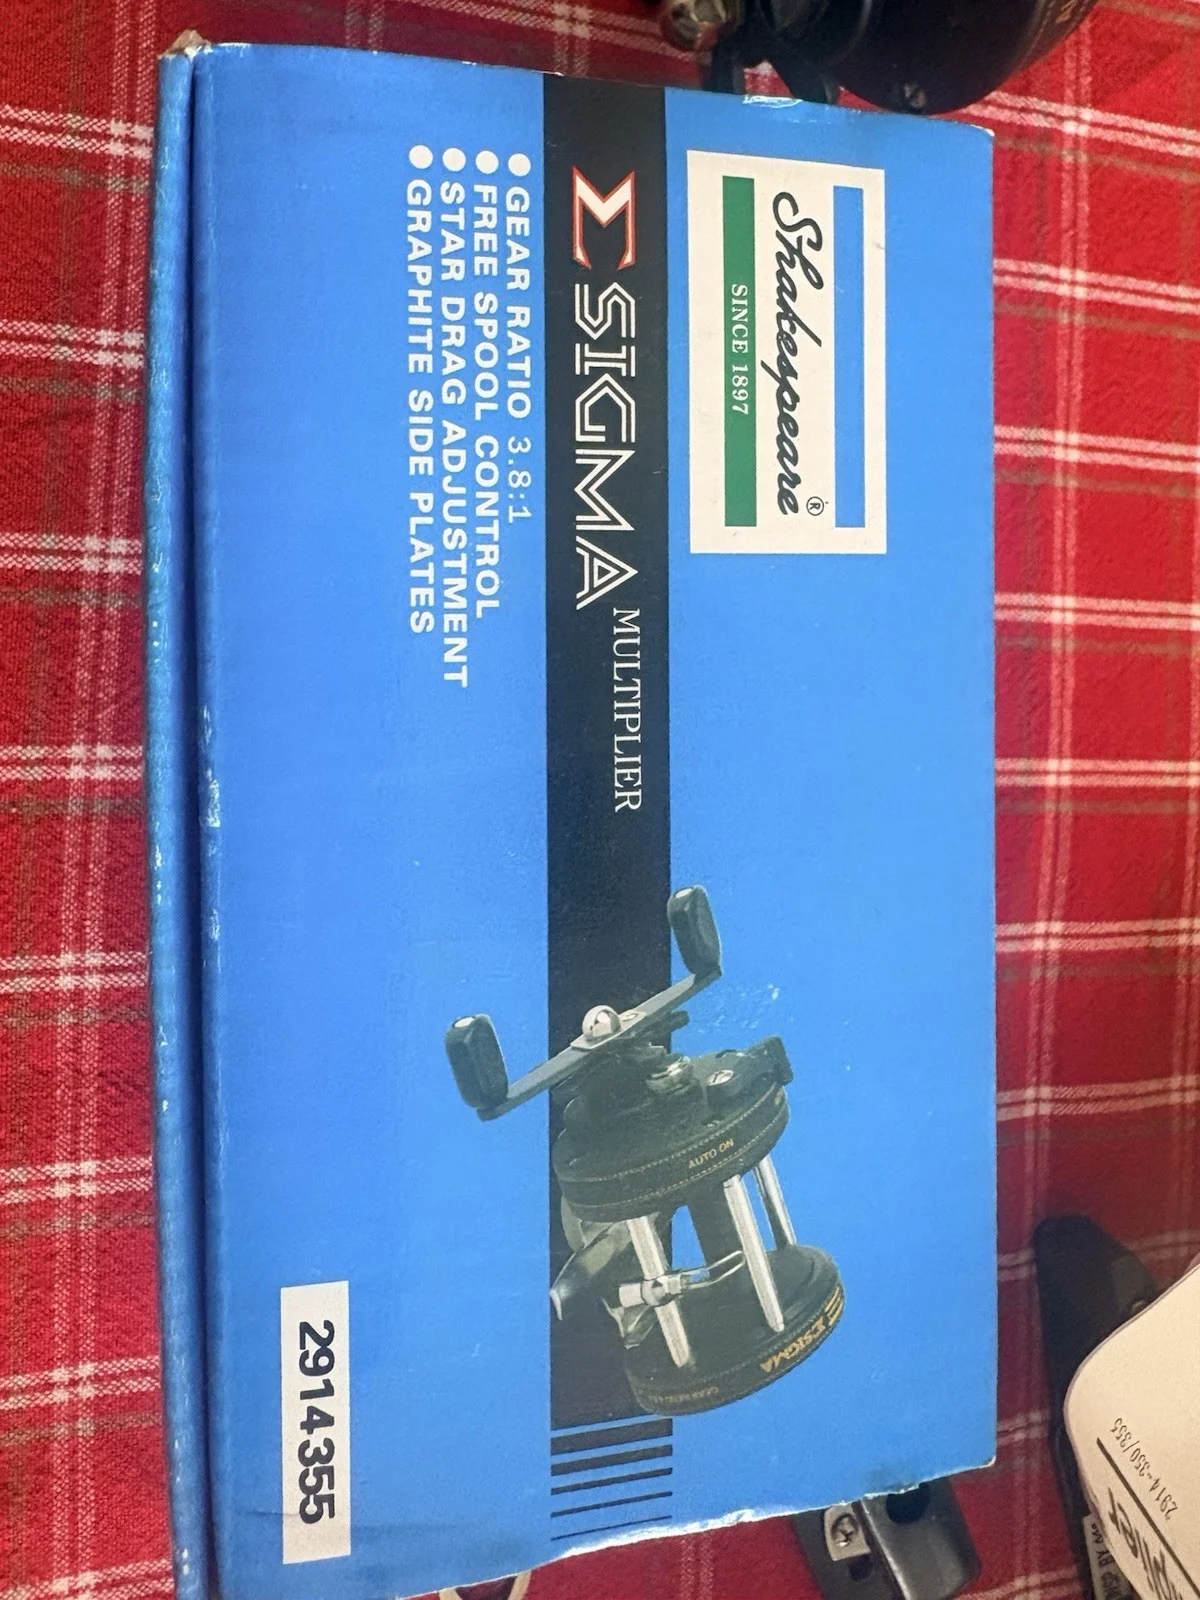 Shakespeare®
SINCE 1897
Σ SIGMA MULTIPLIER
● GEAR RATIO 3.8:1
● FREE SPOOL CONTROL
● STAR DRAG ADJUSTMENT
● GRAPHITE SIDE PLATES
AUTO ON
ΣSIGMA
2914 355
2914-350/355